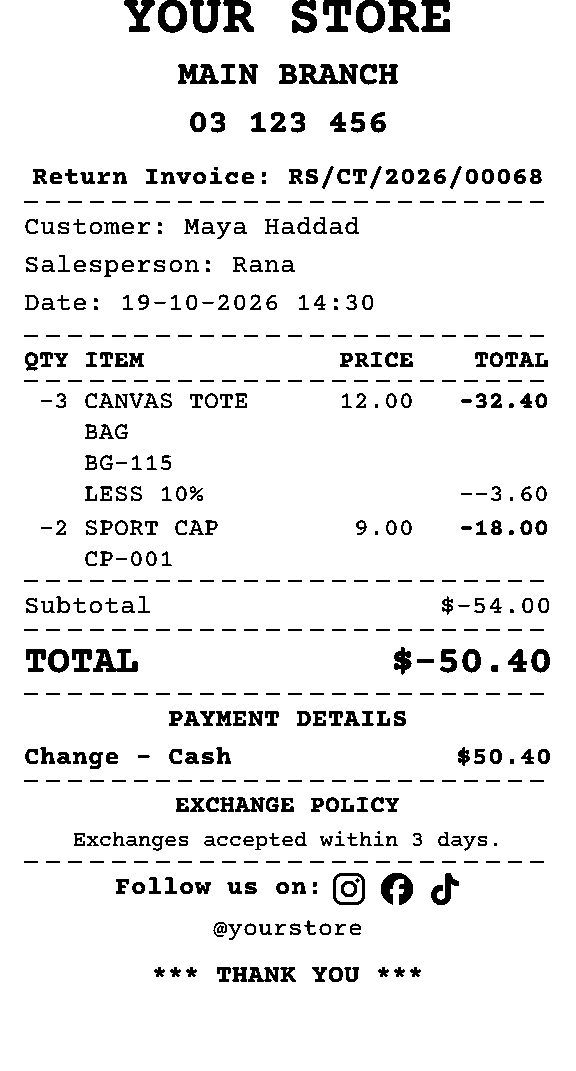 YOUR STORE
MAIN BRANCH
03 123 456
Return Invoice: RS/CT/2026/00068
Customer: Maya Haddad
Salesperson: Rana
Date: 19-10-2026 14:30
QTY ITEM PRICE TOTAL
-3 CANVAS TOTE 12.00 -32.40
BAG
BG-115
LESS 10% --3.60
-2 SPORT CAP 9.00 -18.00
CP-001
Subtotal $-54.00
TOTAL $-50.40
PAYMENT DETAILS
Change - Cash $50.40
EXCHANGE POLICY
Exchanges accepted within 3 days.
Follow us on:
@yourstore
*** THANK YOU ***